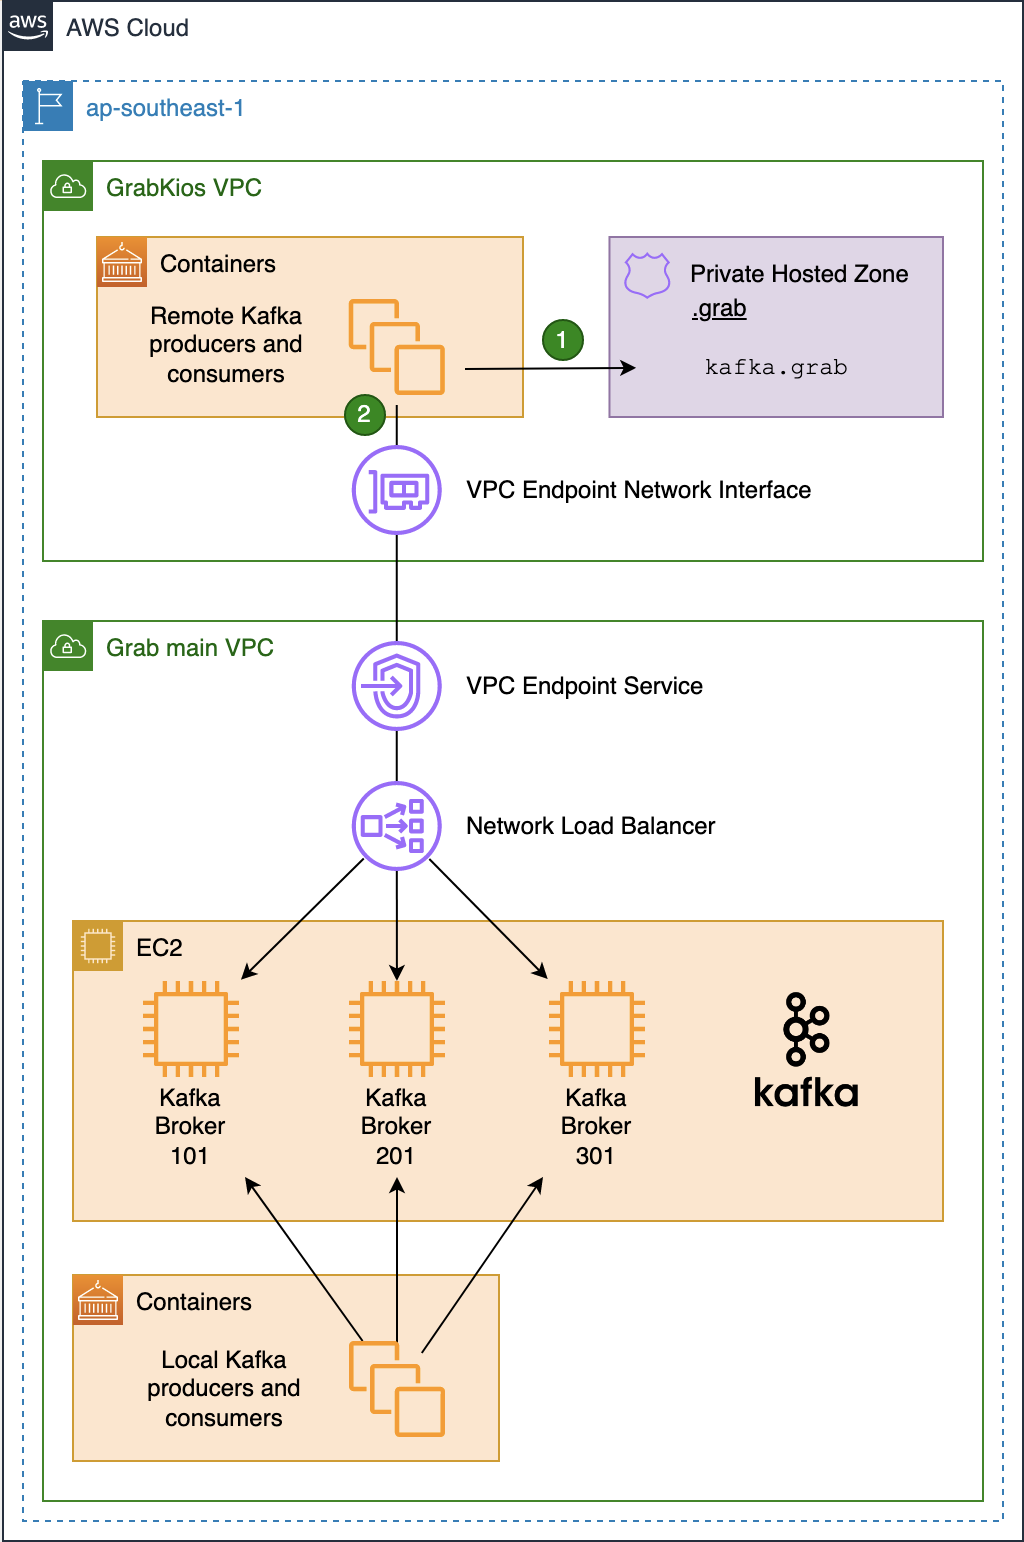 aws
AWS Cloud
ap-southeast-1
GrabKios VPC
Containers
Remote Kafka
producers and
consumers
1
Private Hosted Zone
.grab
kafka.grab
2
VPC Endpoint Network Interface
Grab main VPC
VPC Endpoint Service
Network Load Balancer
EC2
Kafka
Broker
101
Kafka
Broker
201
Kafka
Broker
301
kafka
Containers
Local Kafka
producers and
consumers